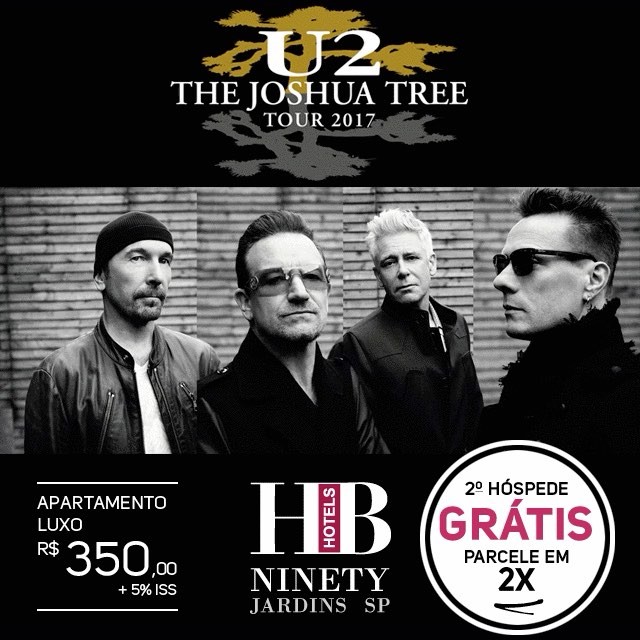 U2
THE JOSHUA TREE
TOUR 2017
APARTAMENTO
LUXO
R$ 350,00
+ 5% ISS
HB
HOTELS
NINETY
JARDINS SP
2º HÓSPEDE
GRÁTIS
PARCELE EM
2X